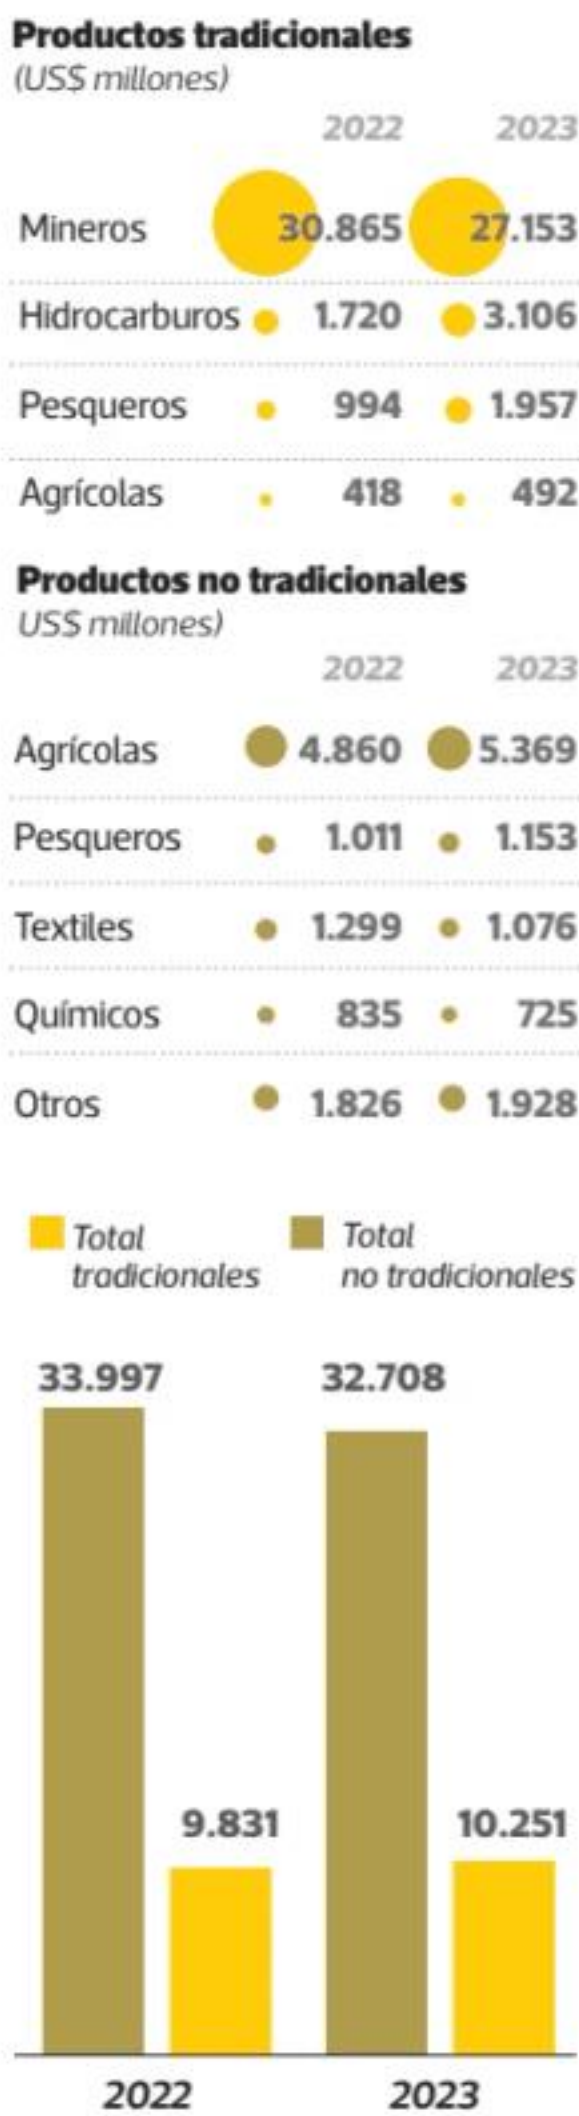 Productos tradicionales
(US$ millones)
2022 2023
Mineros 30.865 27.153
Hidrocarburos 1.720 3.106
Pesqueros 994 1.957
Agrícolas 418 492
Productos no tradicionales
US$ millones)
2022 2023
Agrícolas 4.860 5.369
Pesqueros 1.011 1.153
Textiles 1.299 1.076
Químicos 835 725
Otros 1.826 1.928
Total
tradicionales
Total
no tradicionales
33.997 32.708
9.831 10.251
2022 2023